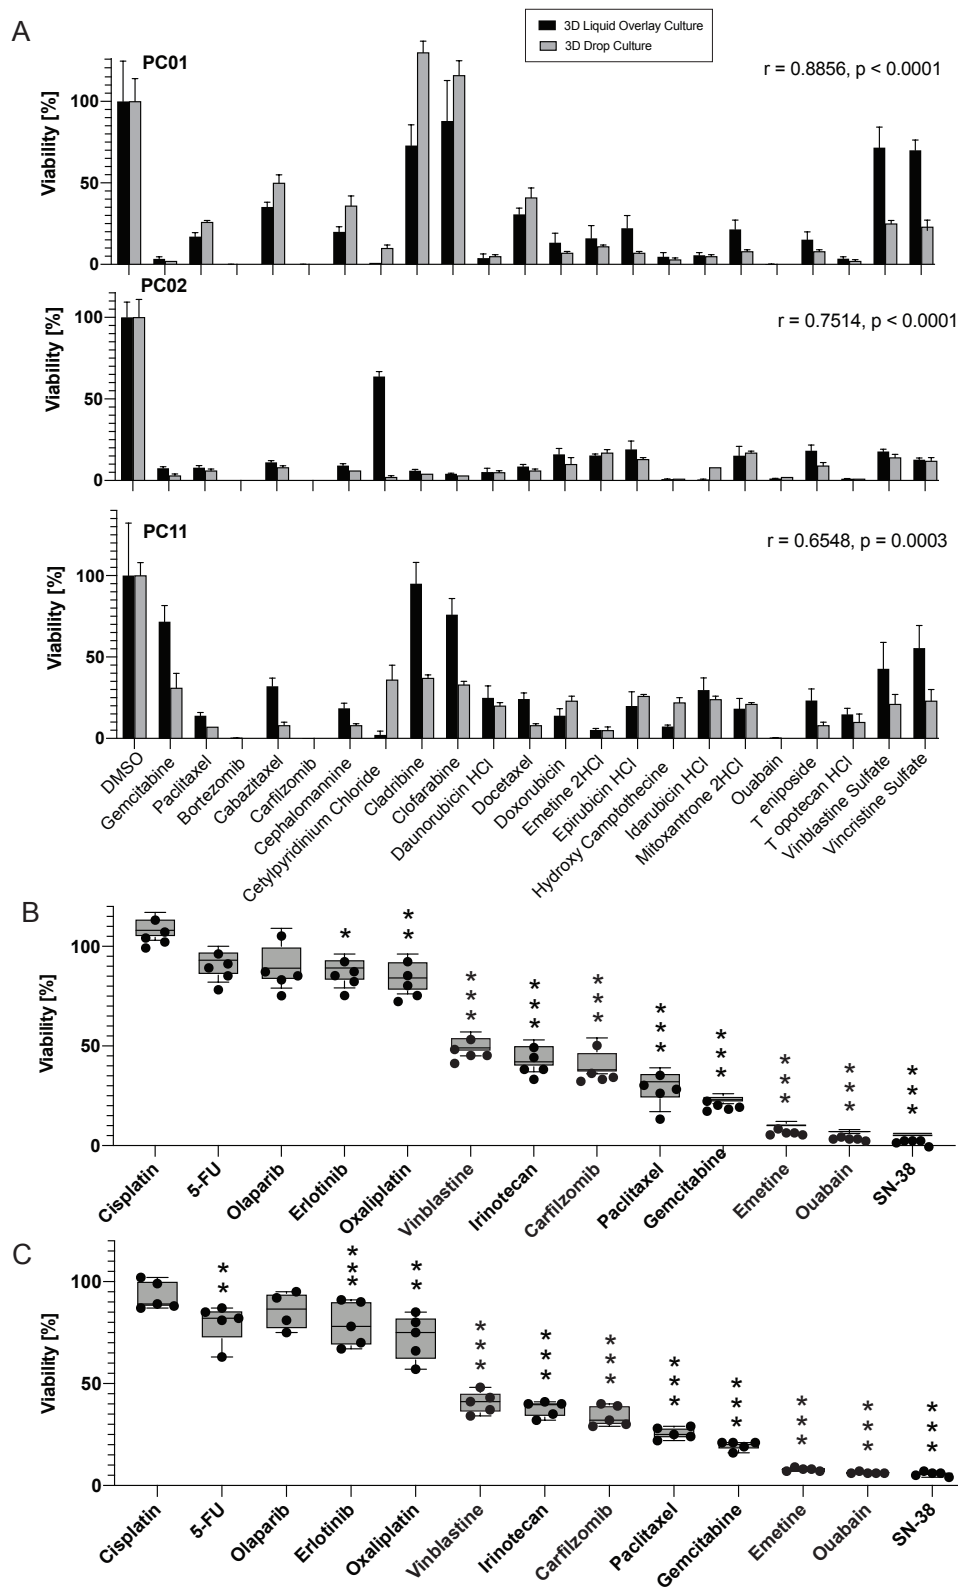 A
3D Liquid Overlay Culture
3D Drop Culture
PC01
r = 0.8856, p < 0.0001
Viability [%]
100
50
0
PC02
r = 0.7514, p < 0.0001
Viability [%]
100
50
0
PC11
r = 0.6548, p = 0.0003
Viability [%]
100
50
0
DMSO
Gemcitabine
Paclitaxel
Bortezomib
Cabazitaxel
Carfilzomib
Cephalomannine
Cetylpyridinium Chloride
Cladribine
Clofarabine
Daunorubicin HCl
Docetaxel
Doxorubicin
Emetine 2HCl
Epirubicin HCl
Hydroxy Camptothecine
Idarubicin HCl
Mitoxantrone 2HCl
Ouabain
T eniposide
T opotecan HCl
Vinblastine Sulfate
Vincristine Sulfate
B
Viability [%]
100
50
0
*
* *
* * *
* * *
* * *
* * *
* * *
* * *
* * *
* * *
Cisplatin
5-FU
Olaparib
Erlotinib
Oxaliplatin
Vinblastine
Irinotecan
Carfilzomib
Paclitaxel
Gemcitabine
Emetine
Ouabain
SN-38
C
Viability [%]
100
50
0
* *
* * *
* *
* * *
* * *
* * *
* * *
* * *
* * *
* * *
* * *
Cisplatin
5-FU
Olaparib
Erlotinib
Oxaliplatin
Vinblastine
Irinotecan
Carfilzomib
Paclitaxel
Gemcitabine
Emetine
Ouabain
SN-38